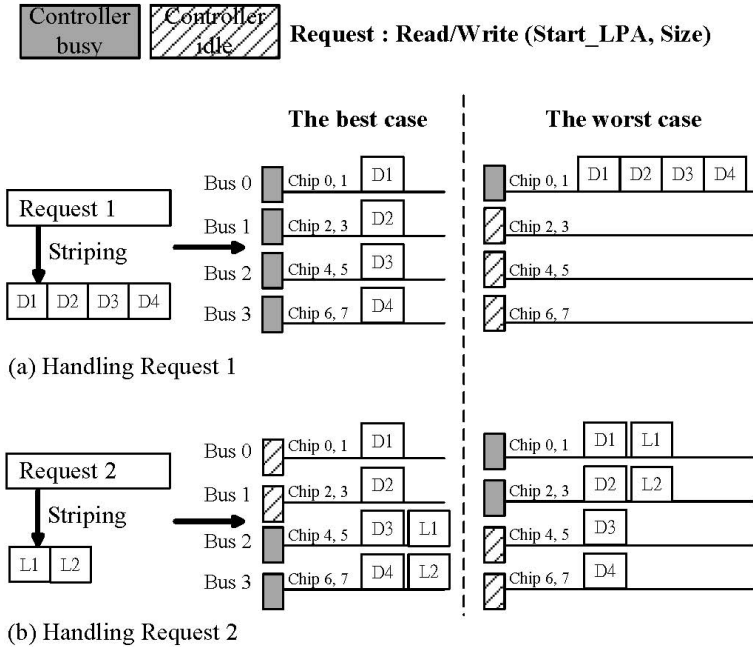 Controller busy
Controller idle
Request : Read/Write (Start_LPA, Size)
The best case
The worst case
Request 1
Striping
D1 D2 D3 D4
Bus 0 Chip 0, 1 D1
Bus 1 Chip 2, 3 D2
Bus 2 Chip 4, 5 D3
Bus 3 Chip 6, 7 D4
Chip 0, 1 D1 D2 D3 D4
Chip 2, 3
Chip 4, 5
Chip 6, 7
(a) Handling Request 1
Request 2
Striping
L1 L2
Bus 0 Chip 0, 1 D1
Bus 1 Chip 2, 3 D2
Bus 2 Chip 4, 5 D3 L1
Bus 3 Chip 6, 7 D4 L2
Chip 0, 1 D1 L1
Chip 2, 3 D2 L2
Chip 4, 5 D3
Chip 6, 7 D4
(b) Handling Request 2